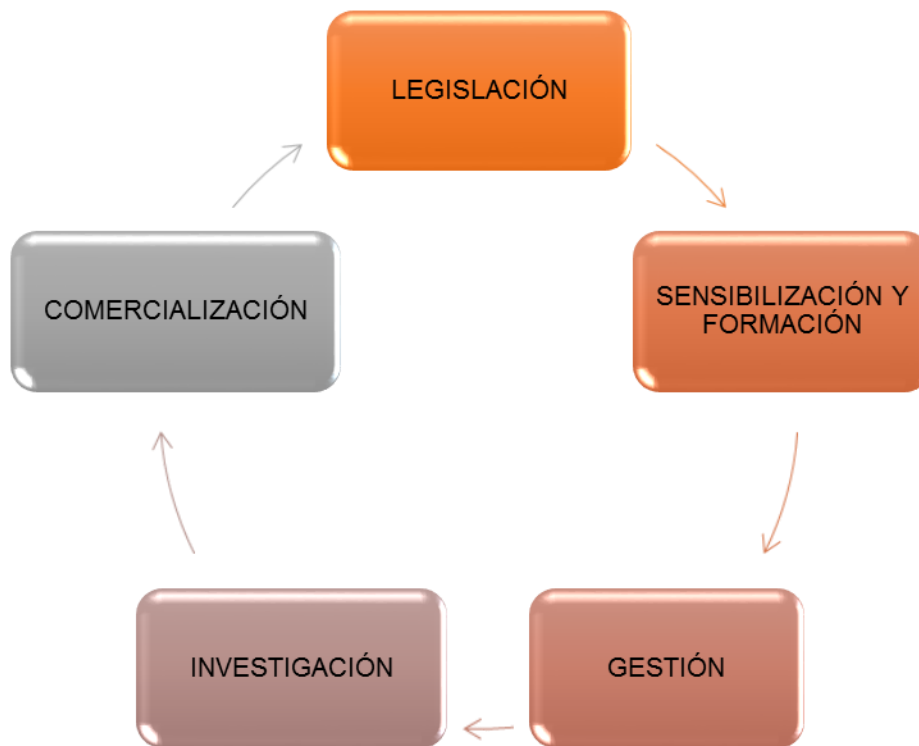 LEGISLACIÓN
SENSIBILIZACIÓN Y
FORMACIÓN
GESTIÓN
INVESTIGACIÓN
COMERCIALIZACIÓN